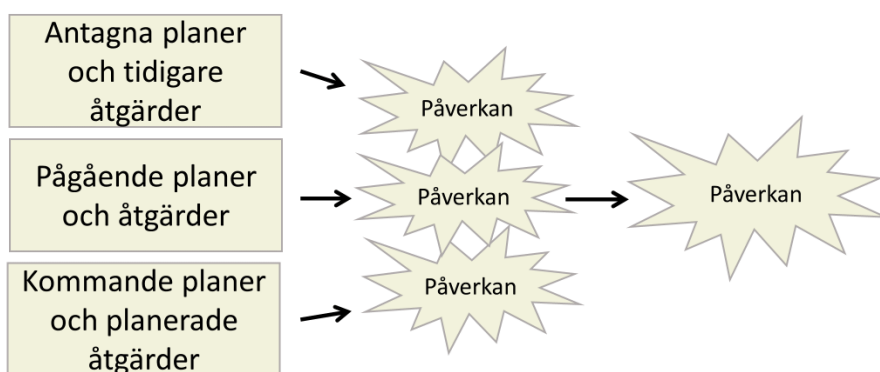 Antagna planer
och tidigare
åtgärder
Påverkan
Pågående planer
och åtgärder
Påverkan
Påverkan
Kommande planer
och planerade
åtgärder
Påverkan